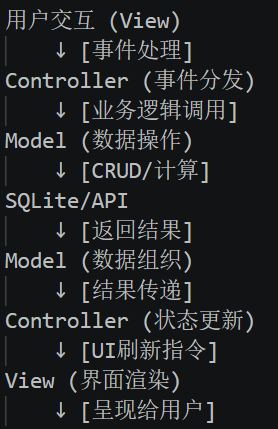 用户交互 (View)
↓ [事件处理]
Controller (事件分发)
↓ [业务逻辑调用]
Model (数据操作)
↓ [CRUD/计算]
SQLite/API
↓ [返回结果]
Model (数据组织)
↓ [结果传递]
Controller (状态更新)
↓ [UI刷新指令]
View (界面渲染)
↓ [呈现给用户]